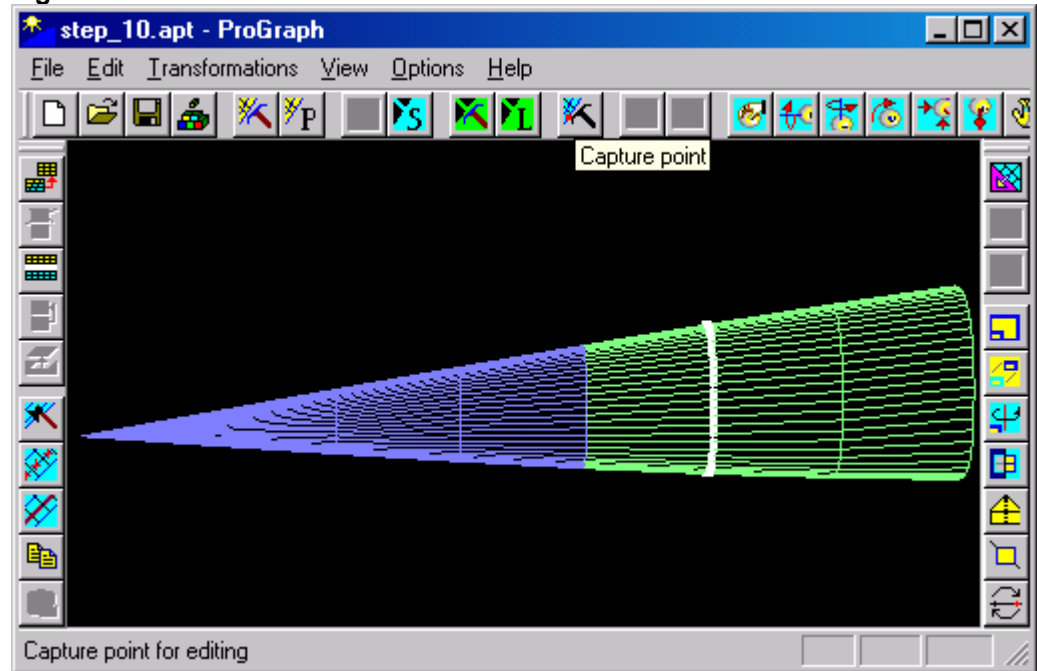 step_10.apt - ProGraph
File Edit Transformations View Options Help
P S L
Capture point
Capture point for editing